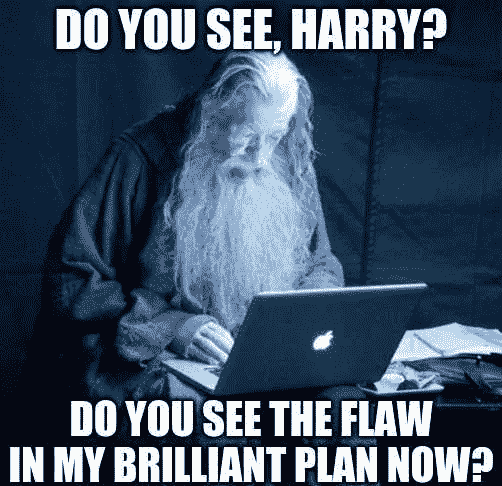 DO YOU SEE, HARRY?
DO YOU SEE THE FLAW
IN MY BRILLIANT PLAN NOW?